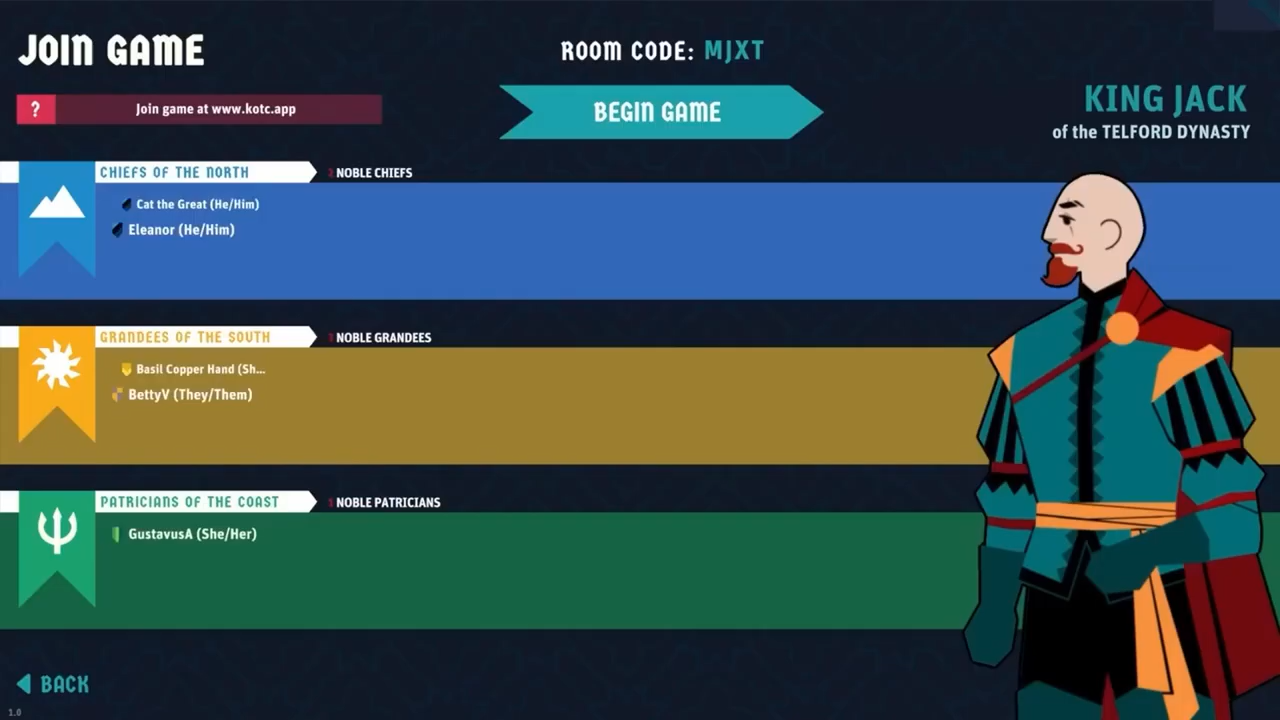 JOIN GAME
ROOM CODE: MJXT
? Join game at www.kotc.app
BEGIN GAME
KING JACK
of the TELFORD DYNASTY
CHIEFS OF THE NORTH
2 NOBLE CHIEFS
Cat the Great (He/Him)
Eleanor (He/Him)
GRANDEES OF THE SOUTH
NOBLE GRANDEES
Basil Copper Hand (Sh...
BettyV (They/Them)
PATRICIANS OF THE COAST
1 NOBLE PATRICIANS
GustavusA (She/Her)
BACK
1.0